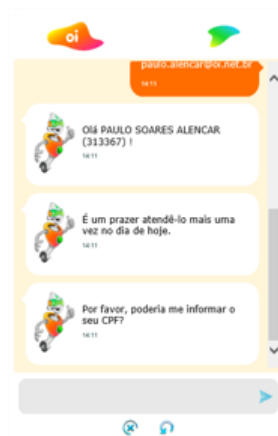 oi
paulo.alencar@oi.net.br
14:11
Olá PAULO SOARES ALENCAR
(313367) !
14:11
É um prazer atendê-lo mais uma
vez no dia de hoje.
14:11
Por favor, poderia me informar o
seu CPF?
14:11